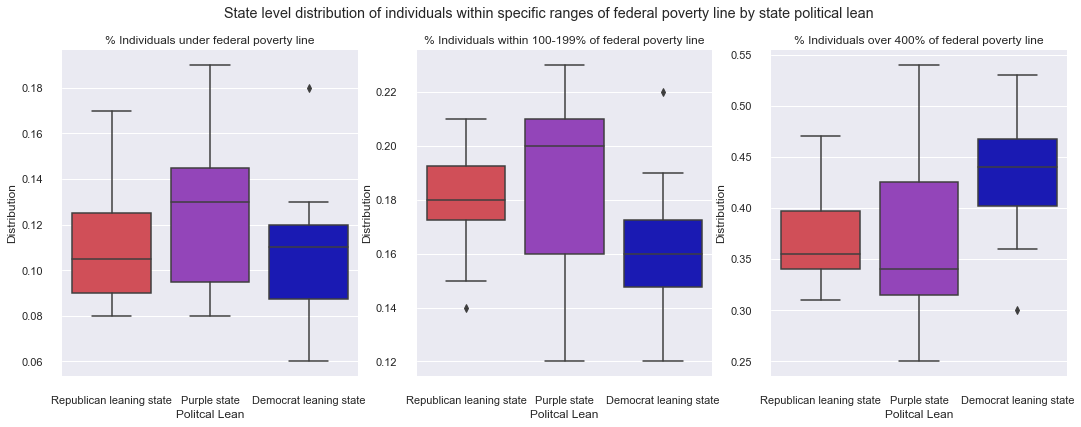 State level distribution of individuals within specific ranges of federal poverty line by state political lean
% Individuals under federal poverty line
Distribution
0.18
0.16
0.14
0.12
0.10
0.08
0.06
Republican leaning state
Purple state
Democrat leaning state
Politcal Lean
% Individuals within 100-199% of federal poverty line
Distribution
0.22
0.20
0.18
0.16
0.14
0.12
Republican leaning state
Purple state
Democrat leaning state
Politcal Lean
% Individuals over 400% of federal poverty line
Distribution
0.55
0.50
0.45
0.40
0.35
0.30
0.25
Republican leaning state
Purple state
Democrat leaning state
Politcal Lean